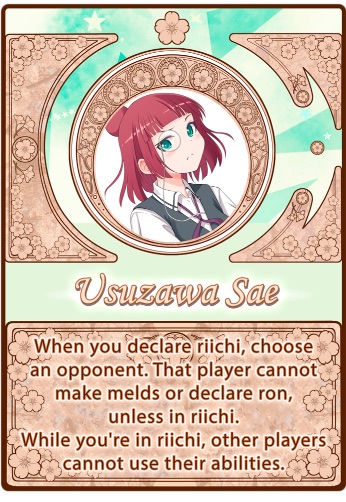 Usuzawa Sae
When you declare riichi, choose
an opponent. That player cannot
make melds or declare ron,
unless in riichi.
While you're in riichi, other players
cannot use their abilities.